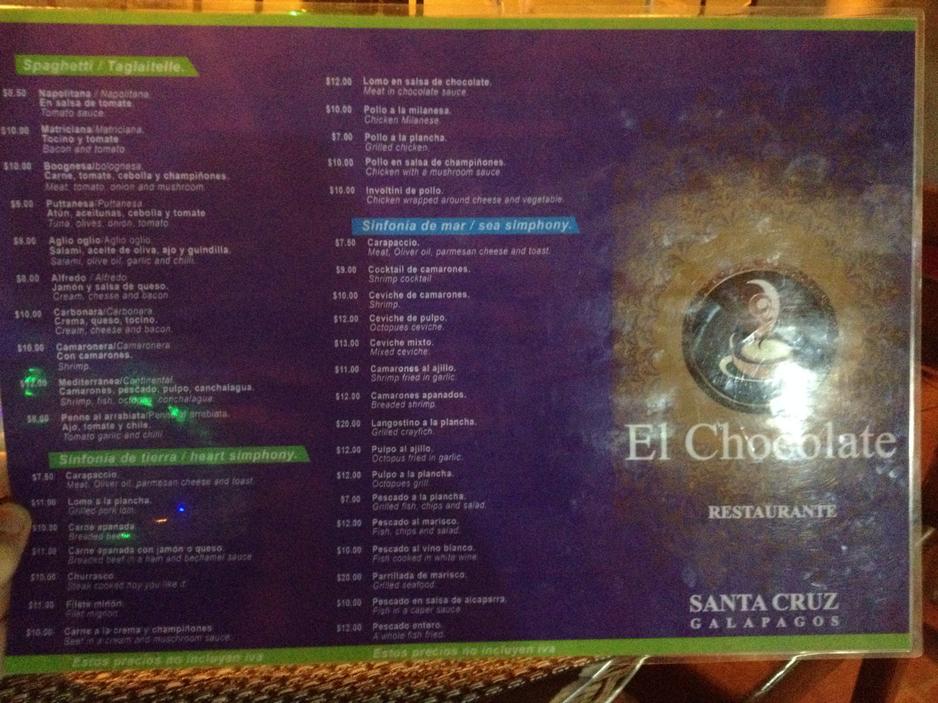 Spaghetti / Taglaitelle.
Napolitana / Napolitana.
En salsa de tomate.
Tomato sauce.
$10.00 Matriciana/Matriciana.
Tocino y tomate
Bacon and tomato
$10.00 Boognesa/bolognesa.
Carne, tomate, cebolla y champiñones.
Meat, tomato, onion and mushroom.
Puttanesa/Puttanesa
Atún, aceitunas, cebolla y tomate
Tuna, olives, onion, tomato
Aglio oglio/Aglio oglio.
Salami, aceite de oliva, ajo y guindilla.
Salami, olive oil, garlic and chilli.
Alfredo / Alfredo
Jamón y salsa de queso.
Cream, cheese and bacon
$10.00 Carbonara/Carbonara.
Crema, queso, tocino.
Cream, cheese and bacon.
$10.00 Camaronera/Camaronera
Con camarones.
Shrimp.
Mediterránea/Continental.
Camarones, pescado, pulpo, canchalagua.
Shrimp, fish, octopus, conchalague.
Penne al arrabiata/Penne al arrabiata.
Ajo, tomate y chile.
Tomato garlic and chilli
Sinfonia de tierra / heart simphony.
$7.50 Carapaccio.
Meat, Oliver oil, parmesan cheese and toast.
$11.00 Lomo a la plancha.
Grilled pork loin.
Carne apanada
Breaded beef
$11.00 Carne apanada con jamón o queso.
Breaded beef in a ham and bechamel sauce
$10.00 Churrasco.
Steak cooked hoy you like it.
$11.00 Filete miñon.
Filet mignon
$10.00 Carne a la crema y champiñones
Beef in a cream and muschroom sauce.
Estos precios no incluyen iva
$12.00 Lomo en salsa de chocolate.
Meat in chocolate sauce.
$10.00 Pollo a la milanesa.
Chicken Milanese.
$7.00 Pollo a la plancha.
Grilled chicken.
$10.00 Pollo en salsa de champiñones.
Chicken with a mushroom sauce
$10.00 Involtini de pollo.
Chicken wrapped around cheese and vegetable.
Sinfonia de mar / sea simphony.
$7.50 Carapaccio.
Meat, Oliver oil, parmesan cheese and toast.
$9.00 Cocktail de camarones.
Shrimp cocktail
$10.00 Ceviche de camarones.
Shrimp.
$12.00 Ceviche de pulpo.
Octopues ceviche.
$13.00 Ceviche mixto.
Mixed ceviche.
$11.00 Camarones al ajillo.
Shrimp fried in garlic.
$12.00 Camarones apanados.
Breaded shrimp.
$20.00 Langostino a la plancha.
Grilled crayfich.
$12.00 Pulpo al ajillo.
Octopus fried in garlic.
$12.00 Pulpo a la plancha.
Octopues grill.
$7.00 Pescado a la plancha.
Grilled fish, chips and salad.
$12.00 Pescado al marisco.
Fish, chips and salad.
$10.00 Pescado al vino blanco.
Fish cooked in white wine.
$20.00 Parrillada de marisco.
Grilled seafood.
$10.00 Pescado en salsa de alcaparra.
Fish in a caper sauce
$12.00 Pescado entero.
A whole fish fried.
Estos precios no incluyen iva
El Chocolate
RESTAURANTE
SANTA CRUZ
GALAPAGOS